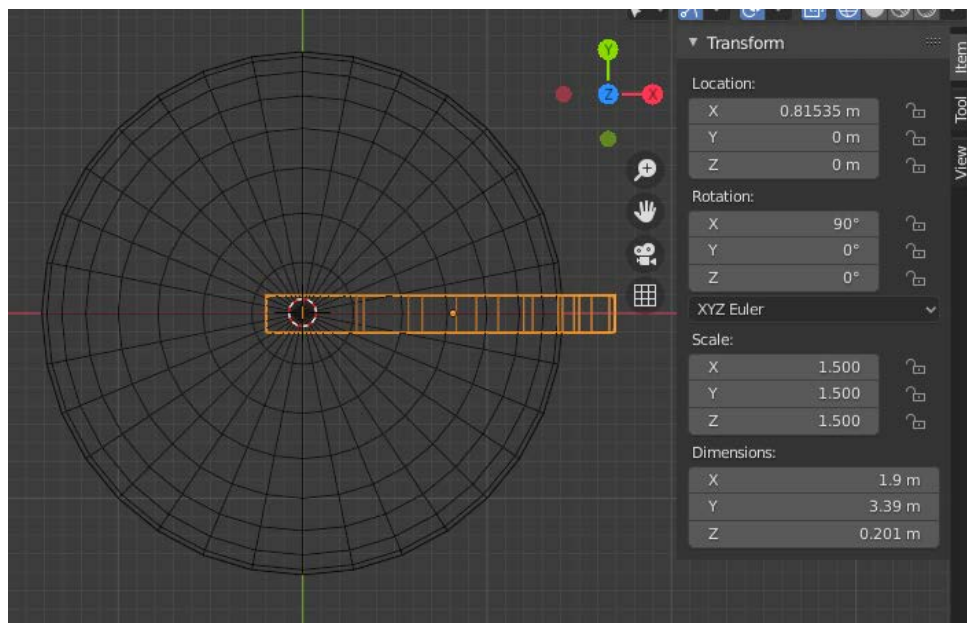 Transform
Location:
X 0.81535 m
Y 0 m
Z 0 m
Rotation:
X 90°
Y 0°
Z 0°
XYZ Euler
Scale:
X 1.500
Y 1.500
Z 1.500
Dimensions:
X 1.9 m
Y 3.39 m
Z 0.201 m
Item
Tool
View
Y
Z
X